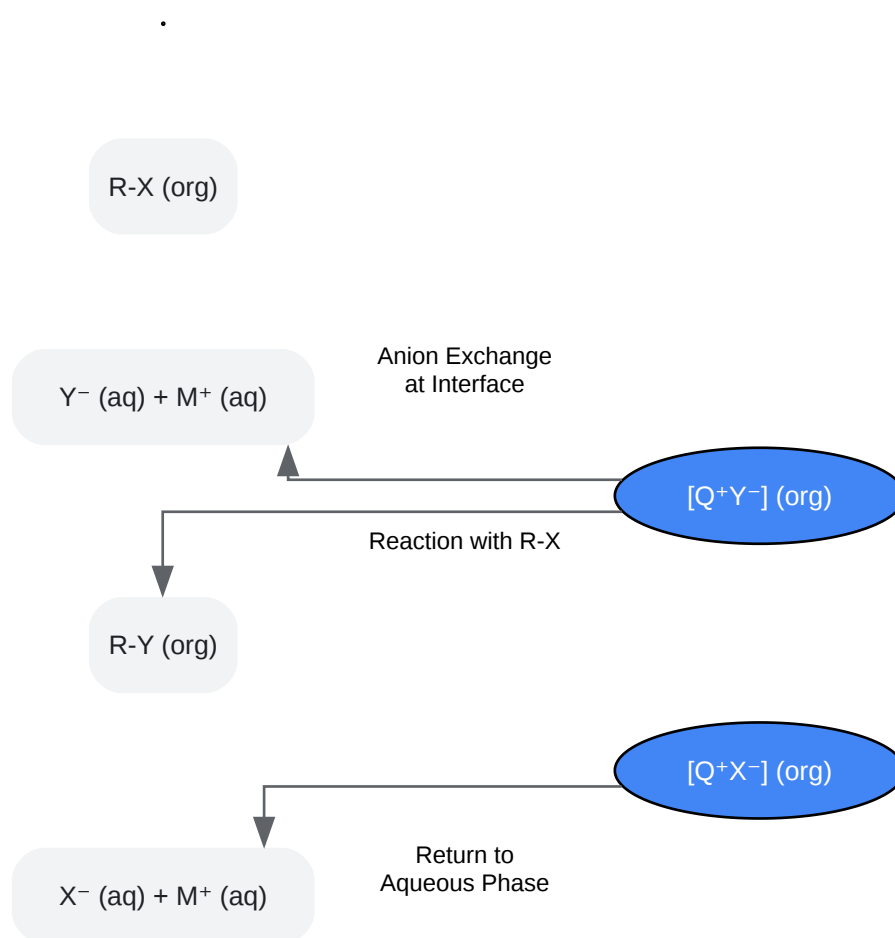 R-X (org)
Anion Exchange
at Interface
Y⁻ (aq) + M⁺ (aq)
[Q⁺Y⁻] (org)
Reaction with R-X
R-Y (org)
[Q⁺X⁻] (org)
Return to
Aqueous Phase
X⁻ (aq) + M⁺ (aq)